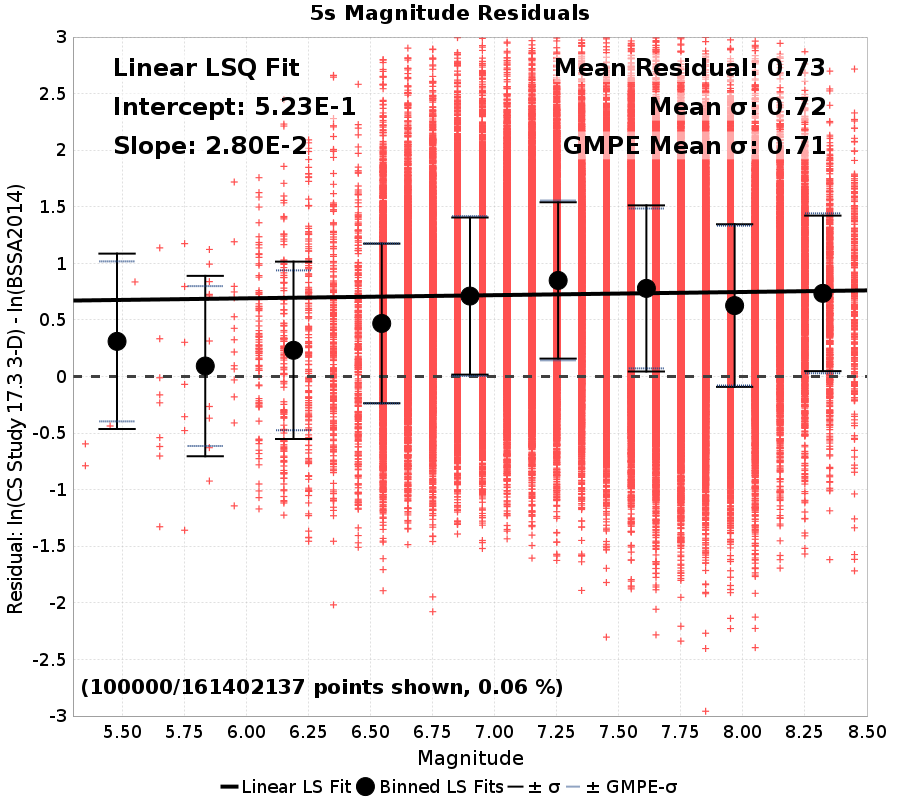 5s Magnitude Residuals
Linear LSQ Fit
Intercept: 5.23E-1
Slope: 2.80E-2
Mean Residual: 0.73
Mean σ: 0.72
GMPE Mean σ: 0.71
3
2.5
2
1.5
1
0.5
0
-0.5
-1
-1.5
-2
-2.5
-3
Residual: ln(CS Study 17.3 3-D) - ln(BSSA2014)
(100000/161402137 points shown, 0.06 %)
5.50 5.75 6.00 6.25 6.50 6.75 7.00 7.25 7.50 7.75 8.00 8.25 8.50
Magnitude
Linear LS Fit Binned LS Fits ± σ ± GMPE-σ